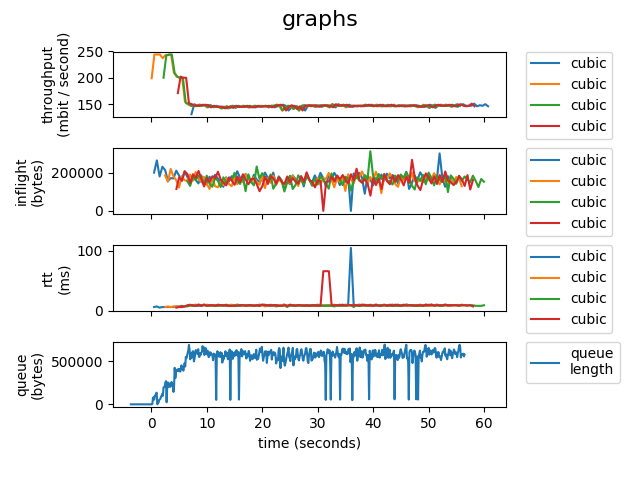 graphs
throughput
(mbit / second)
250
200
150
cubic
cubic
cubic
cubic
inflight
(bytes)
200000
0
cubic
cubic
cubic
cubic
rtt
(ms)
100
0
cubic
cubic
cubic
cubic
queue
(bytes)
500000
0
queue
length
0 10 20 30 40 50 60
time (seconds)